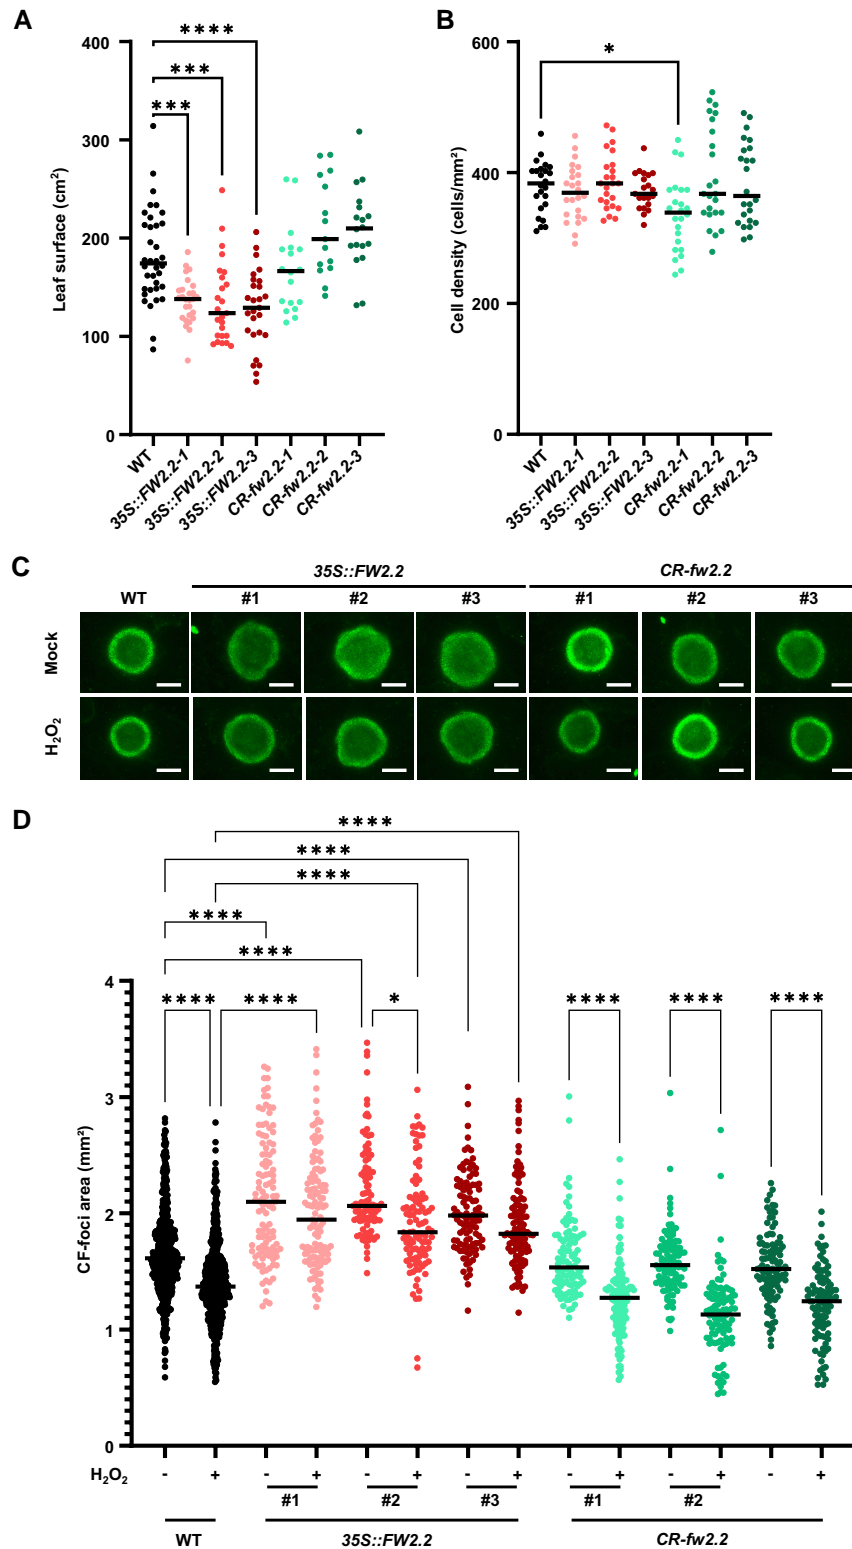 A
****
***
***
Leaf surface (cm²)
400
300
200
100
0
WT
35S::FW2.2-1
35S::FW2.2-2
35S::FW2.2-3
CR-fw2.2-1
CR-fw2.2-2
CR-fw2.2-3
B
*
Cell density (cells/mm²)
600
400
200
0
WT
35S::FW2.2-1
35S::FW2.2-2
35S::FW2.2-3
CR-fw2.2-1
CR-fw2.2-2
CR-fw2.2-3
C
35S::FW2.2 CR-fw2.2
WT #1 #2 #3 #1 #2 #3
Mock
H₂O₂
D
****
****
****
****
****
**** **** * **** **** ****
CF-foci area (mm²)
4
3
2
1
0
H₂O₂ - + - + - + - + - + - + - +
#1 #2 #3 #1 #2
WT 35S::FW2.2 CR-fw2.2